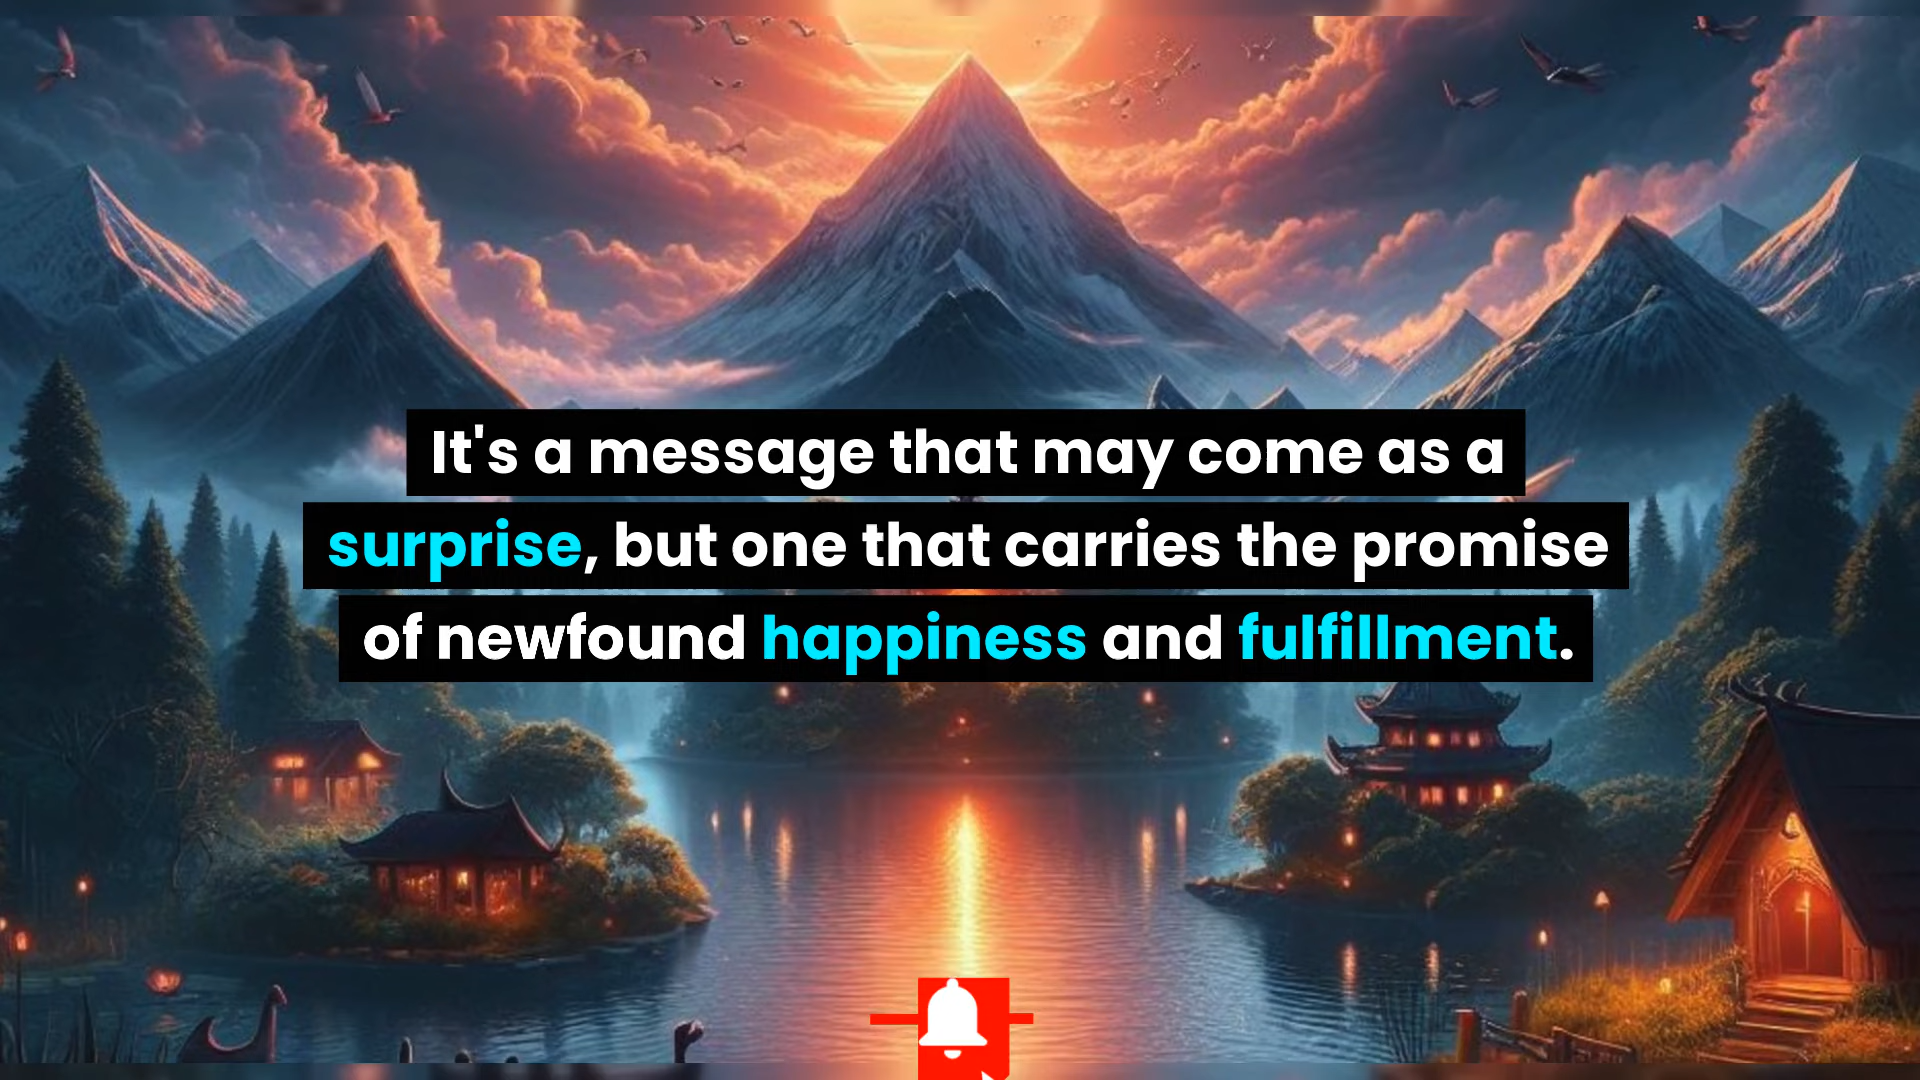 It's a message that may come as a
surprise, but one that carries the promise
of newfound happiness and fulfillment.